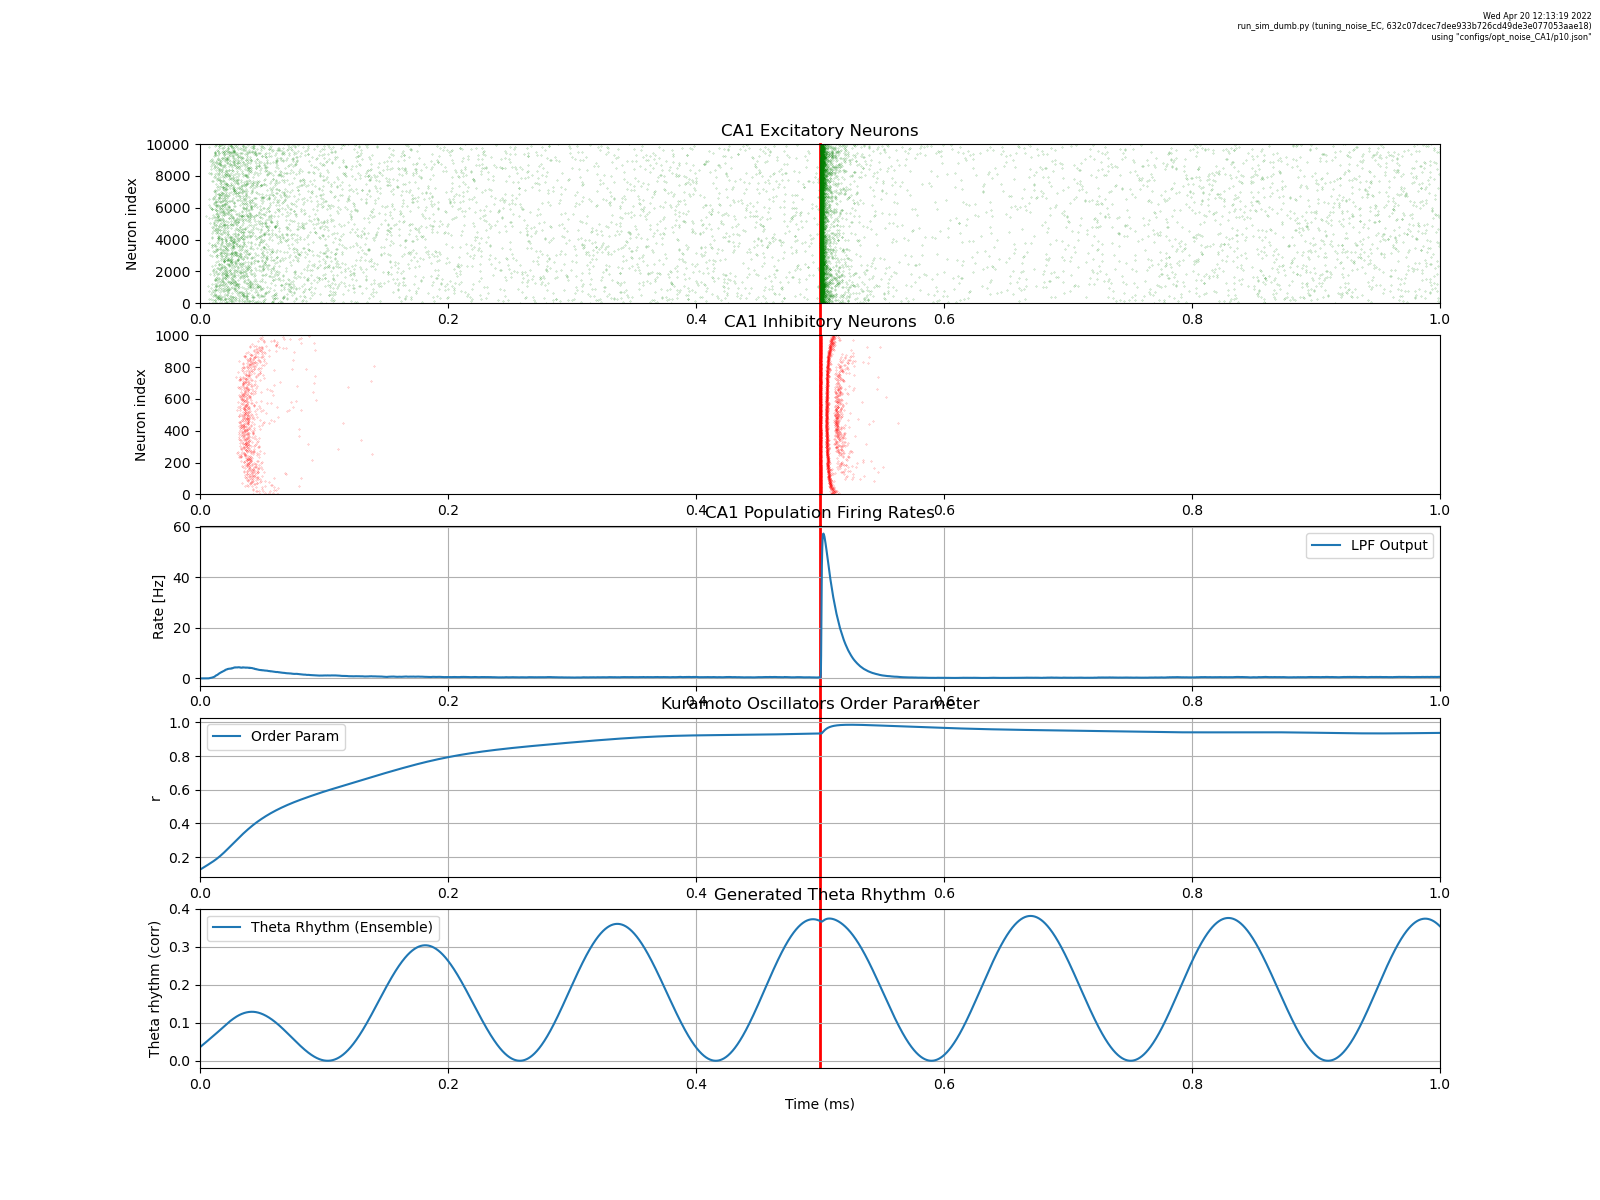 Wed Apr 20 12:13:19 2022
run_sim_dumb.py (tuning_noise_EC, 632c07dcec7dee933b726cd49de3e077053aae18)
using "configs/opt_noise_CA1/p10.json"
CA1 Excitatory Neurons
Neuron index
10000
8000
6000
4000
2000
0
0.0 0.2 0.4 0.6 0.8 1.0
CA1 Inhibitory Neurons
Neuron index
1000
800
600
400
200
0
0.0 0.2 0.4 0.6 0.8 1.0
CA1 Population Firing Rates
Rate [Hz]
60
40
20
0
LPF Output
0.0 0.2 0.4 0.6 0.8 1.0
Kuramoto Oscillators Order Parameter
r
1.0
0.8
0.6
0.4
0.2
Order Param
0.0 0.2 0.4 0.6 0.8 1.0
Generated Theta Rhythm
Theta rhythm (corr)
0.4
0.3
0.2
0.1
0.0
Theta Rhythm (Ensemble)
0.0 0.2 0.4 0.6 0.8 1.0
Time (ms)